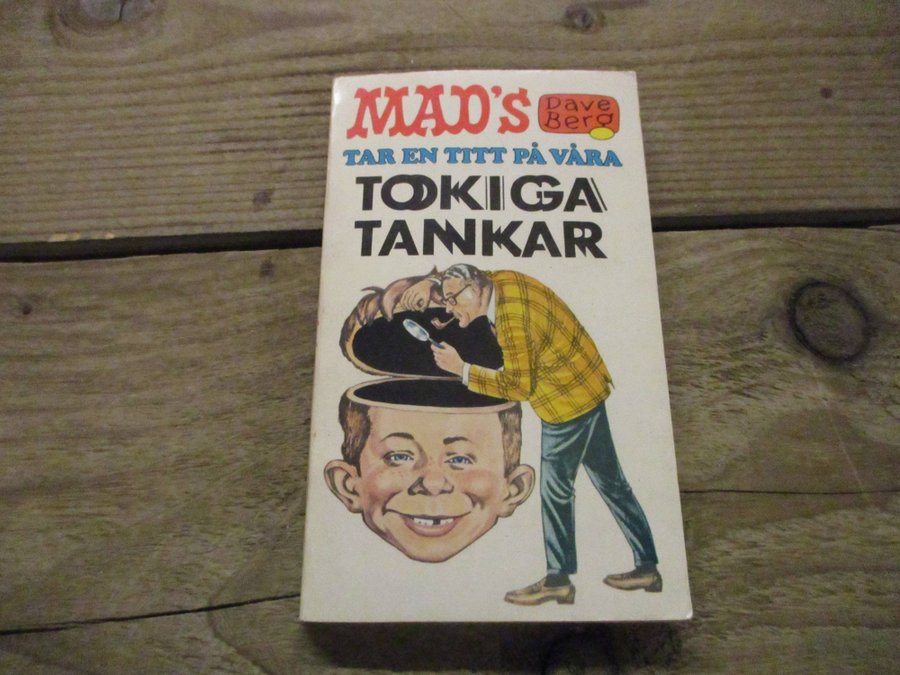 MAD'S Dave Berg
TAR EN TITT PÅ VÅRA
TOKIGA
TANKAR